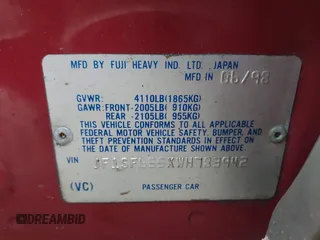 MFD BY FUJI HEAVY IND. LTD., JAPAN
MFD IN 06/98
GVWR: 4110LB(1865KG)
GAWR:FRONT-2005LB( 910KG)
REAR -2105LB( 955KG)
THIS VEHICLE CONFORMS TO ALL APPLICABLE
FEDERAL MOTOR VEHICLE SAFETY, BUMPER, AND
THEFT PREVENTION STANDARDS IN EFFECT ON
THE DATE OF MANUFACTURE SHOWN ABOVE.
VIN
(VC) PASSENGER CAR
DREAMBID